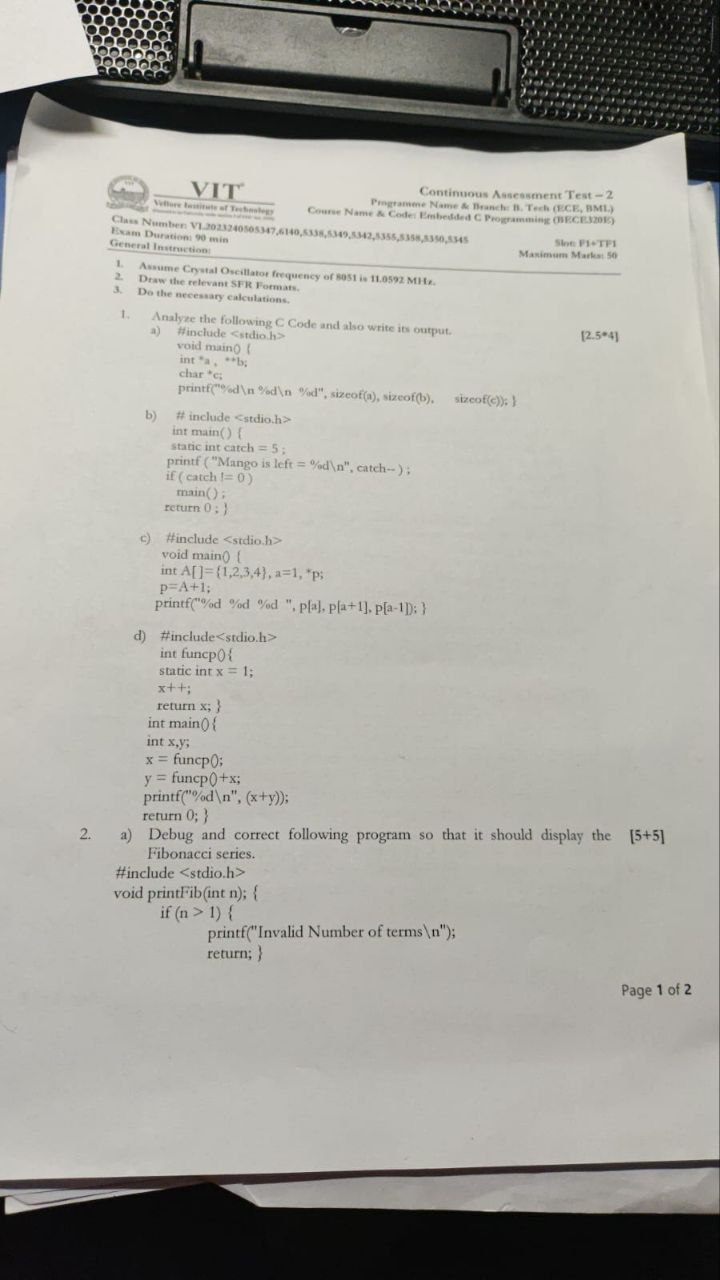 VIT
Vellore Institute of Technology
Continuous Assessment Test – 2
Programme Name & Branch: B. Tech (ECE, BML)
Course Name & Code: Embedded C Programming (BECE320E)
Class Number: VL2023240505347,6140,5338,5349,5342,5355,5358,5350,5345
Exam Duration: 90 min
Slot: F1+TF1
General Instruction:
Maximum Marks: 50
1. Assume Crystal Oscillator frequency of 8051 is 11.0592 MHz.
2. Draw the relevant SFR Formats.
3. Do the necessary calculations.
1. Analyze the following C Code and also write its output. [2.5*4]
a) #include <stdio.h>
void main() {
int *a , **b;
char *c;
printf("%d\n %d\n %d", sizeof(a), sizeof(b), sizeof(c)); }
b) # include <stdio.h>
int main() {
static int catch = 5 ;
printf ( "Mango is left = %d\n", catch-- ) ;
if ( catch != 0 )
main() ;
return 0 ; }
c) #include <stdio.h>
void main() {
int A[]={1,2,3,4}, a=1, *p;
p=A+1;
printf("%d %d %d ", p[a], p[a+1], p[a-1]); }
d) #include<stdio.h>
int funcp(){
static int x = 1;
x++;
return x; }
int main(){
int x,y;
x = funcp();
y = funcp()+x;
printf("%d\n", (x+y));
return 0; }
2. a) Debug and correct following program so that it should display the [5+5]
Fibonacci series.
#include <stdio.h>
void printFib(int n); {
if (n > 1) {
printf("Invalid Number of terms\n");
return; }
Page 1 of 2